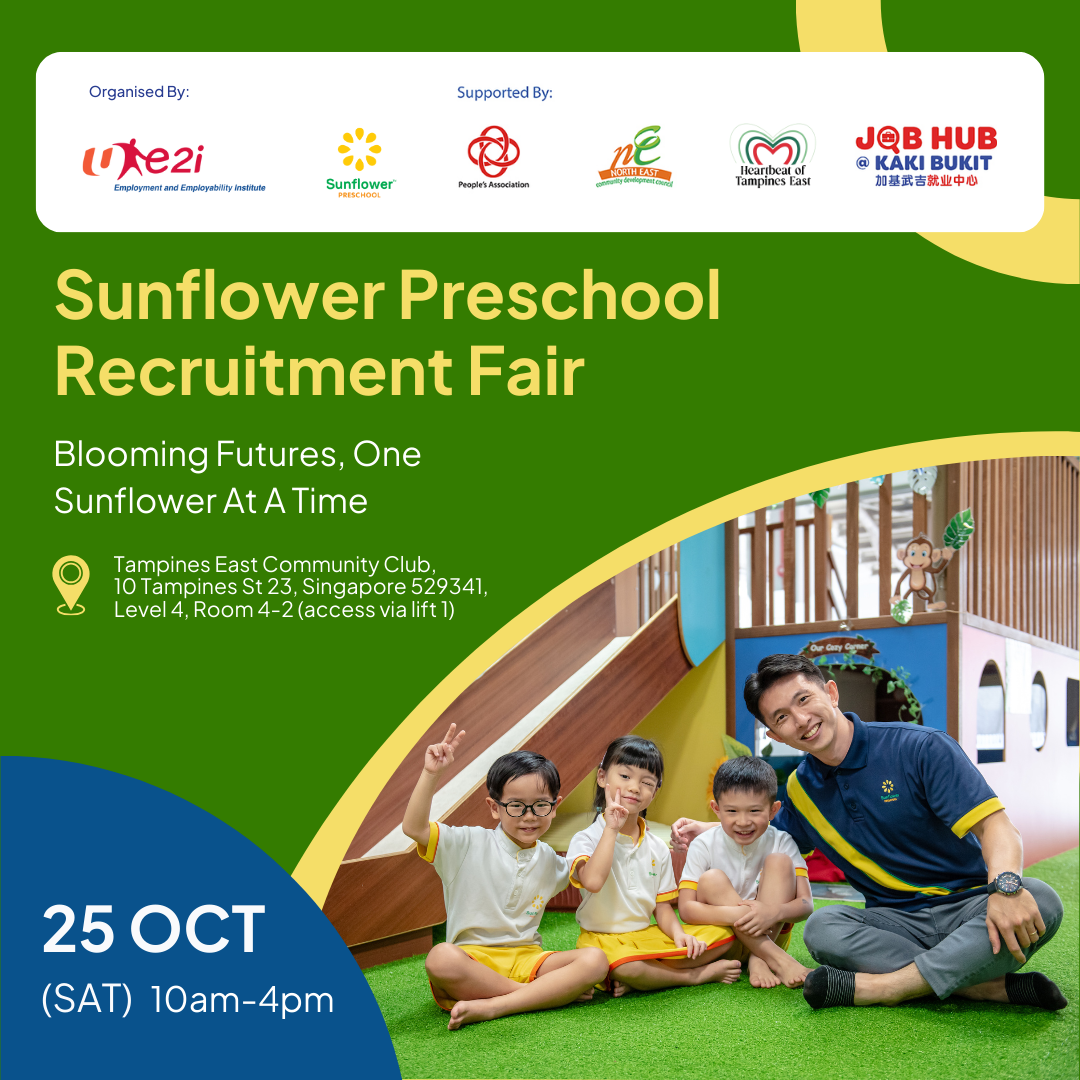 Organised By:
Supported By:
U e2i
Employment and Employability Institute
Sunflower™
PRESCHOOL
People's Association
ne
NORTH EAST
community development council
Heartbeat of
Tampines East
JOB HUB
@ KAKI BUKIT
加基武吉就业中心
Sunflower Preschool
Recruitment Fair
Blooming Futures, One
Sunflower At A Time
Tampines East Community Club,
10 Tampines St 23, Singapore 529341,
Level 4, Room 4-2 (access via lift 1)
Our Cozy Corner
Sunflower
25 OCT
(SAT) 10am-4pm